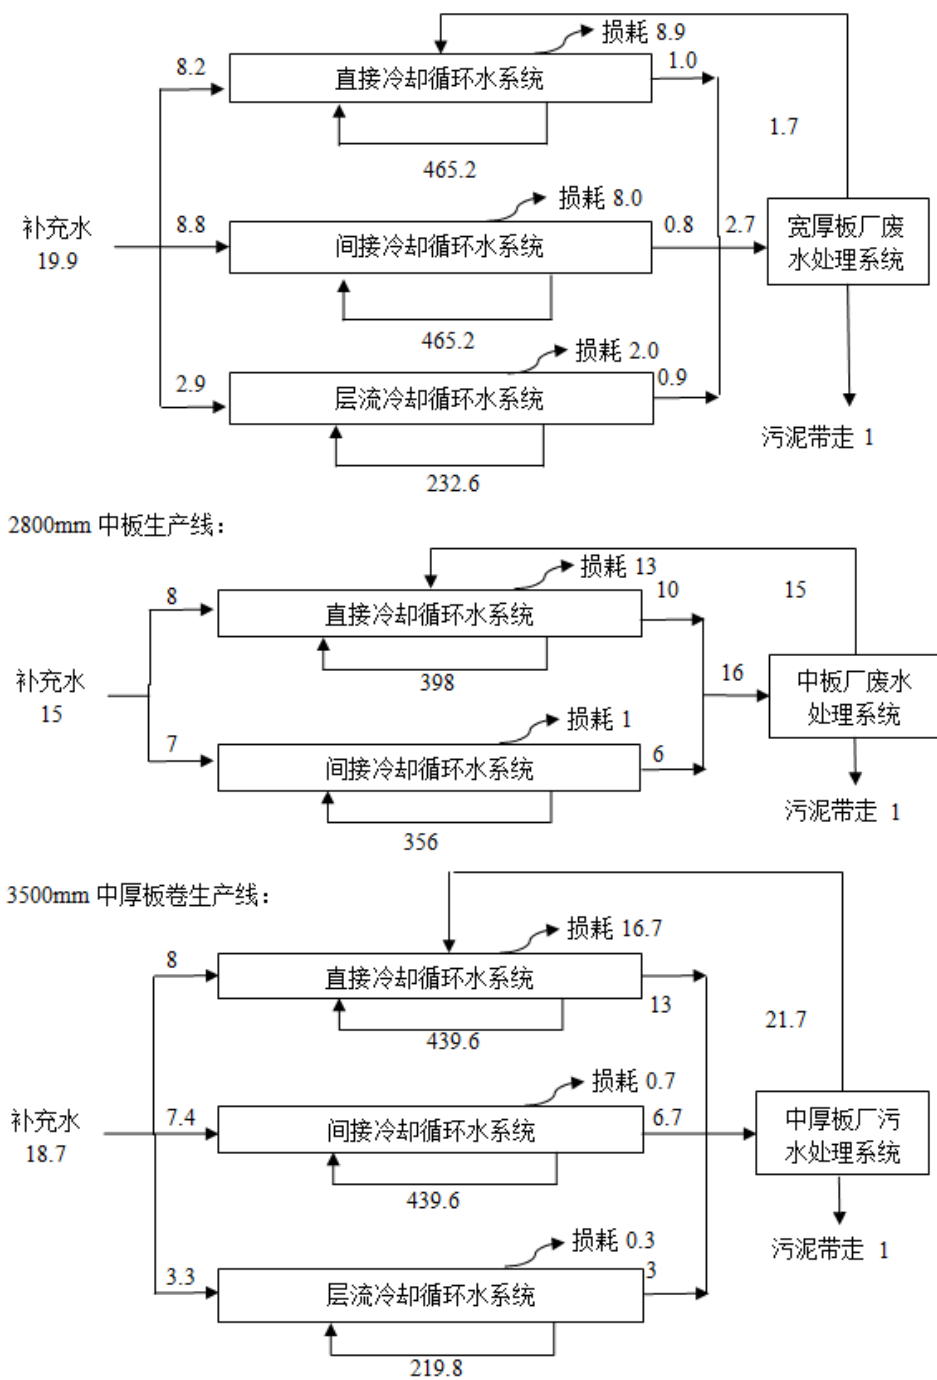 损耗 8.9
8.2
直接冷却循环水系统
1.0
465.2
1.7
补充水
19.9
8.8
损耗 8.0
间接冷却循环水系统
0.8
2.7
宽厚板厂废
水处理系统
465.2
损耗 2.0
2.9
层流冷却循环水系统
0.9
232.6
污泥带走 1
2800mm 中板生产线：
损耗 13
8
直接冷却循环水系统
10
15
398
补充水
15
16
中板厂废水
处理系统
损耗 1
7
间接冷却循环水系统
6
356
污泥带走 1
3500mm 中厚板卷生产线：
损耗 16.7
8
直接冷却循环水系统
13
439.6
21.7
损耗 0.7
补充水
18.7
7.4
间接冷却循环水系统
6.7
中厚板厂污
水处理系统
439.6
损耗 0.3
3.3
层流冷却循环水系统
3
219.8
污泥带走 1